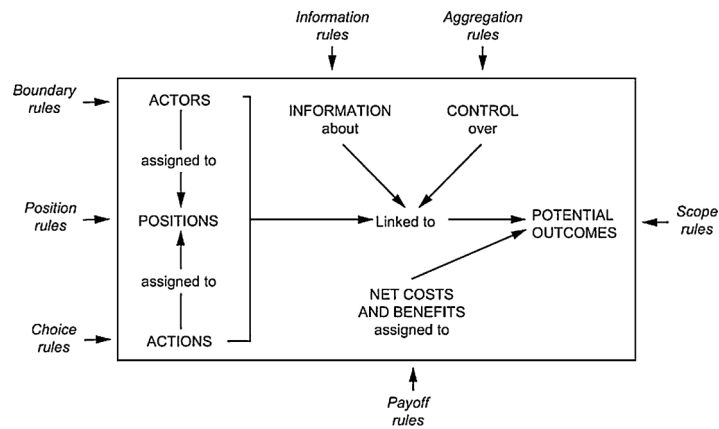 Information
rules
Aggregation
rules
Boundary
rules
ACTORS
INFORMATION
about
CONTROL
over
assigned to
Position
rules
POSITIONS
Linked to
POTENTIAL
OUTCOMES
Scope
rules
assigned to
NET COSTS
AND BENEFITS
assigned to
Choice
rules
ACTIONS
Payoff
rules